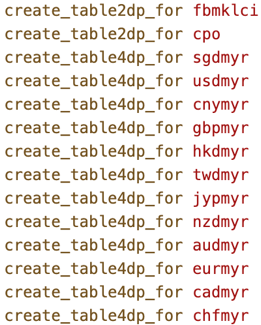 create_table2dp_for fbmklci
create_table2dp_for cpo
create_table4dp_for sgdmyr
create_table4dp_for usdmyr
create_table4dp_for cnymyr
create_table4dp_for gbpmyr
create_table4dp_for hkdmyr
create_table4dp_for twdmyr
create_table4dp_for jypmyr
create_table4dp_for nzdmyr
create_table4dp_for audmyr
create_table4dp_for eurmyr
create_table4dp_for cadmyr
create_table4dp_for chfmyr